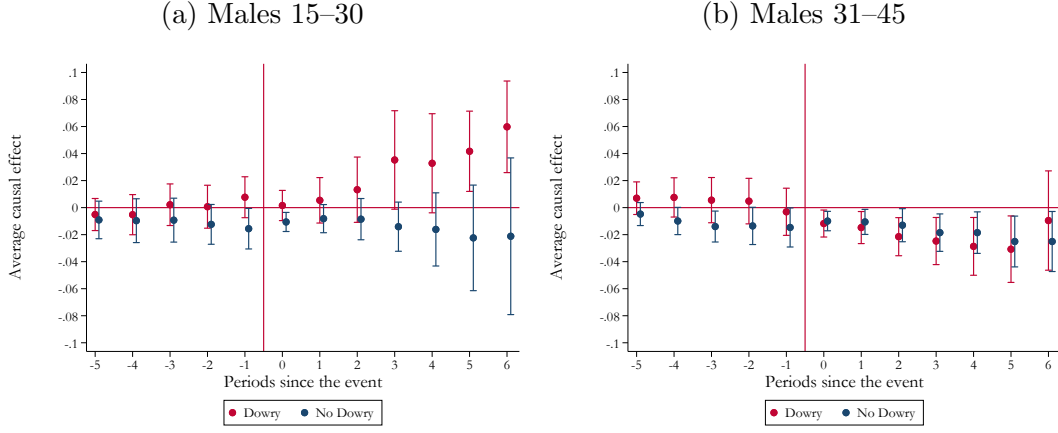 (a) Males 15–30
Average causal effect
.1
.08
.06
.04
.02
0
-.02
-.04
-.06
-.08
-.1
-5 -4 -3 -2 -1 0 1 2 3 4 5 6
Periods since the event
Dowry No Dowry
(b) Males 31–45
Average causal effect
.1
.08
.06
.04
.02
0
-.02
-.04
-.06
-.08
-.1
-5 -4 -3 -2 -1 0 1 2 3 4 5 6
Periods since the event
Dowry No Dowry